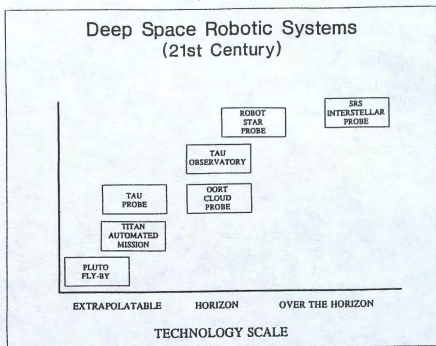 Deep Space Robotic Systems
(21st Century)
ROBOT
STAR
PROBE
SRS
INTERSTELLAR
PROBE
TAU
OBSERVATORY
TAU
PROBE
OORT
CLOUD
PROBE
TITAN
AUTOMATED
MISSION
PLUTO
FLY-BY
EXTRAPOLATABLE HORIZON OVER THE HORIZON
TECHNOLOGY SCALE